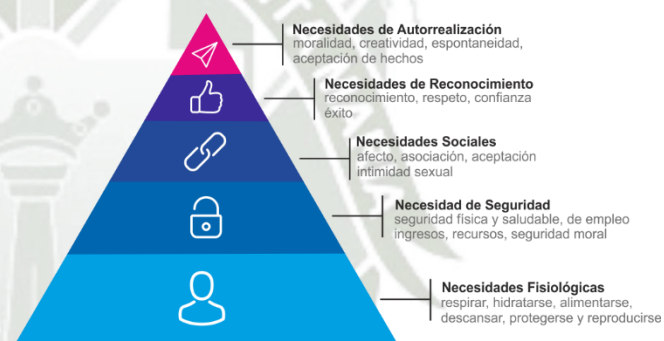 Necesidades de Autorrealización
moralidad, creatividad, espontaneidad,
aceptación de hechos
Necesidades de Reconocimiento
reconocimiento, respeto, confianza
éxito
Necesidades Sociales
afecto, asociación, aceptación
intimidad sexual
Necesidad de Seguridad
seguridad física y saludable, de empleo
ingresos, recursos, seguridad moral
Necesidades Fisiológicas
respirar, hidratarse, alimentarse,
descansar, protegerse y reproducirse